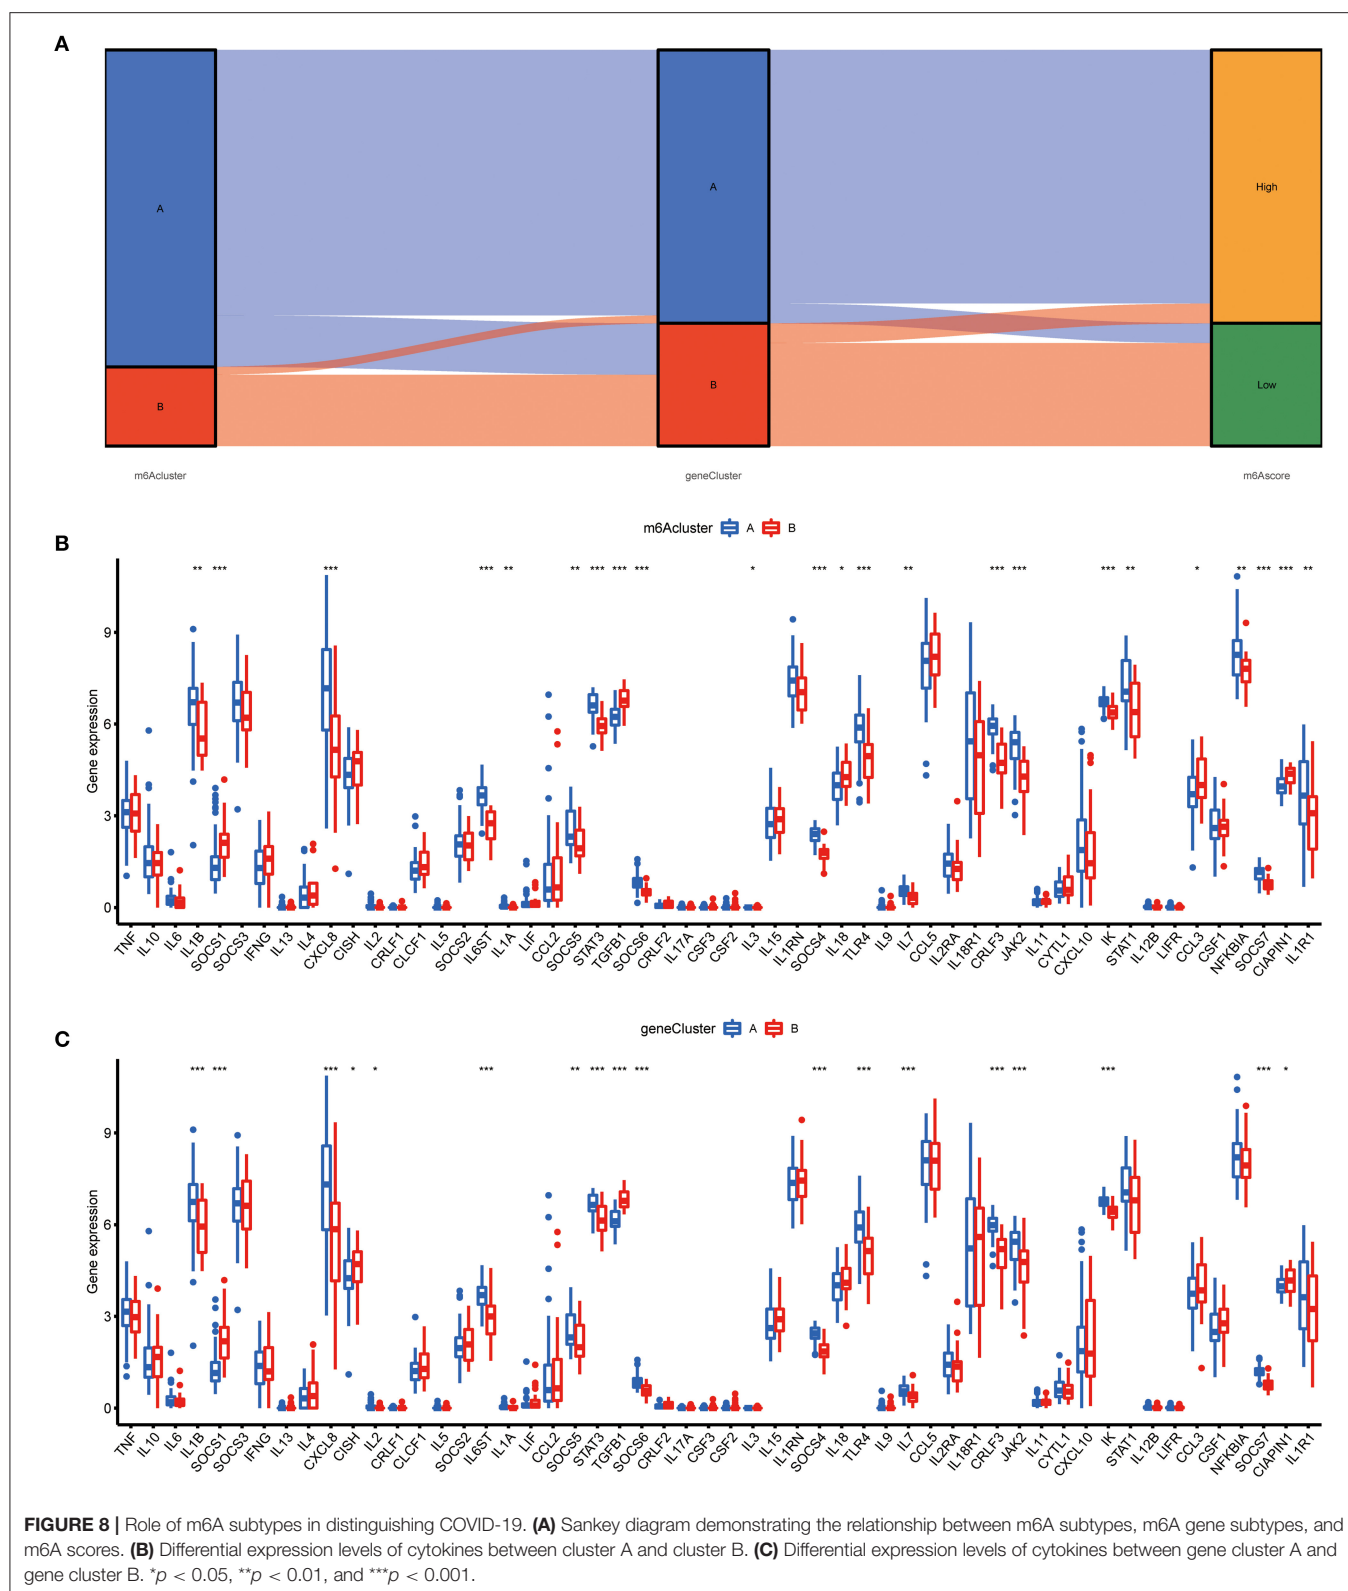 A
A
B
m6Acluster
A
B
geneCluster
High
Low
m6Ascore
B
m6Acluster A B
** *** *** *** ** ** *** *** *** * *** * *** ** *** *** *** ** * ** *** *** **
Gene expression
9
6
3
0
TNF IL10 IL6 IL1B SOCS1 SOCS3 IFNG IL13 IL4 CXCL8 CISH IL2 CRLF1 CLCF1 IL5 SOCS2 IL6ST IL1A LIF CCL2 SOCS5 STAT3 TGFB1 SOCS6 CRLF2 IL17A CSF3 CSF2 IL3 IL15 IL1RN SOCS4 IL18 TLR4 IL9 IL7 CCL5 IL2RA IL18R1 CRLF3 JAK2 IL11 CYTL1 CXCL10 IK STAT1 IL12B LIFR CCL3 CSF1 NFKBIA SOCS7 CIAPIN1 IL1R1
C
geneCluster A B
*** *** *** * * *** ** *** *** *** *** *** *** *** *** *** *** *
Gene expression
9
6
3
0
TNF IL10 IL6 IL1B SOCS1 SOCS3 IFNG IL13 IL4 CXCL8 CISH IL2 CRLF1 CLCF1 IL5 SOCS2 IL6ST IL1A LIF CCL2 SOCS5 STAT3 TGFB1 SOCS6 CRLF2 IL17A CSF3 CSF2 IL3 IL15 IL1RN SOCS4 IL18 TLR4 IL9 IL7 CCL5 IL2RA IL18R1 CRLF3 JAK2 IL11 CYTL1 CXCL10 IK STAT1 IL12B LIFR CCL3 CSF1 NFKBIA SOCS7 CIAPIN1 IL1R1
FIGURE 8 | Role of m6A subtypes in distinguishing COVID-19. (A) Sankey diagram demonstrating the relationship between m6A subtypes, m6A gene subtypes, and
m6A scores. (B) Differential expression levels of cytokines between cluster A and cluster B. (C) Differential expression levels of cytokines between gene cluster A and
gene cluster B. *p < 0.05, **p < 0.01, and ***p < 0.001.